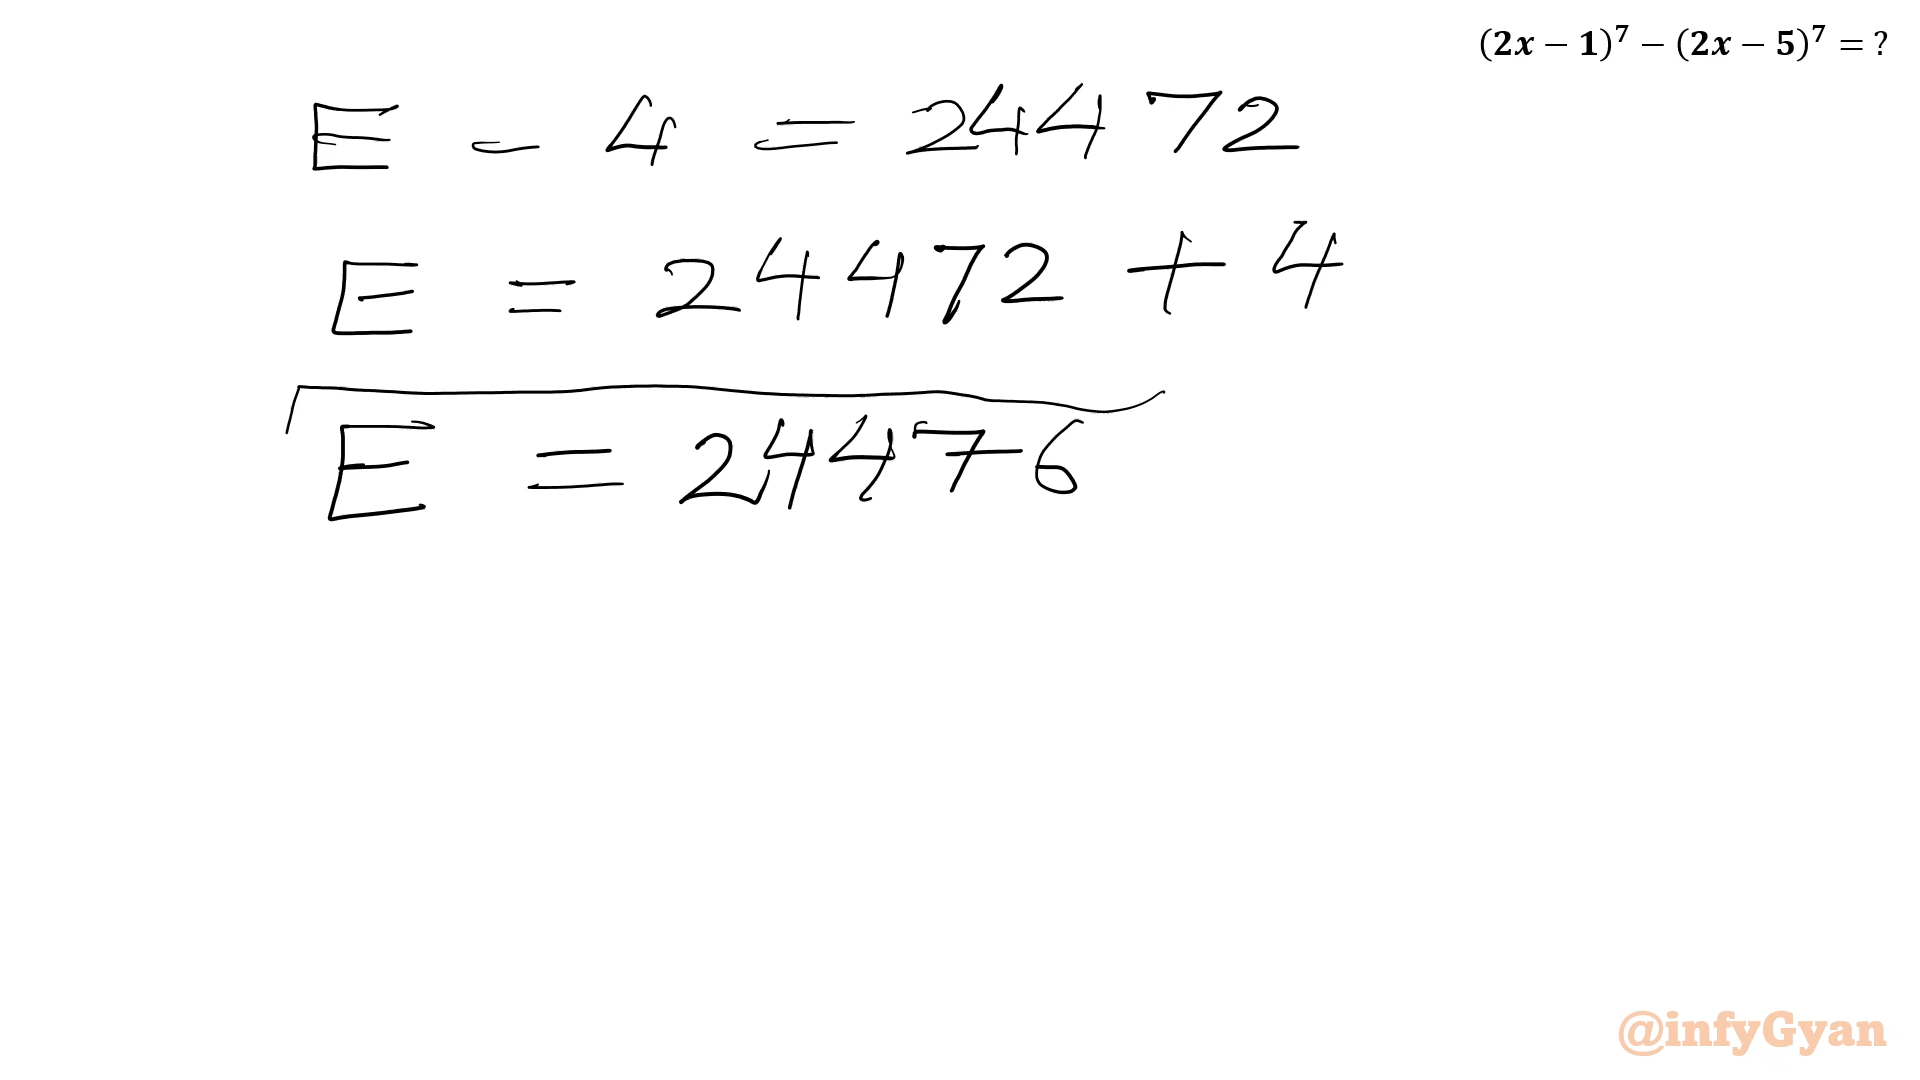 (2x − 1)⁷ − (2x − 5)⁷ = ?
E - 4 = 24472
E = 24472 + 4
E = 24476
@infyGyan